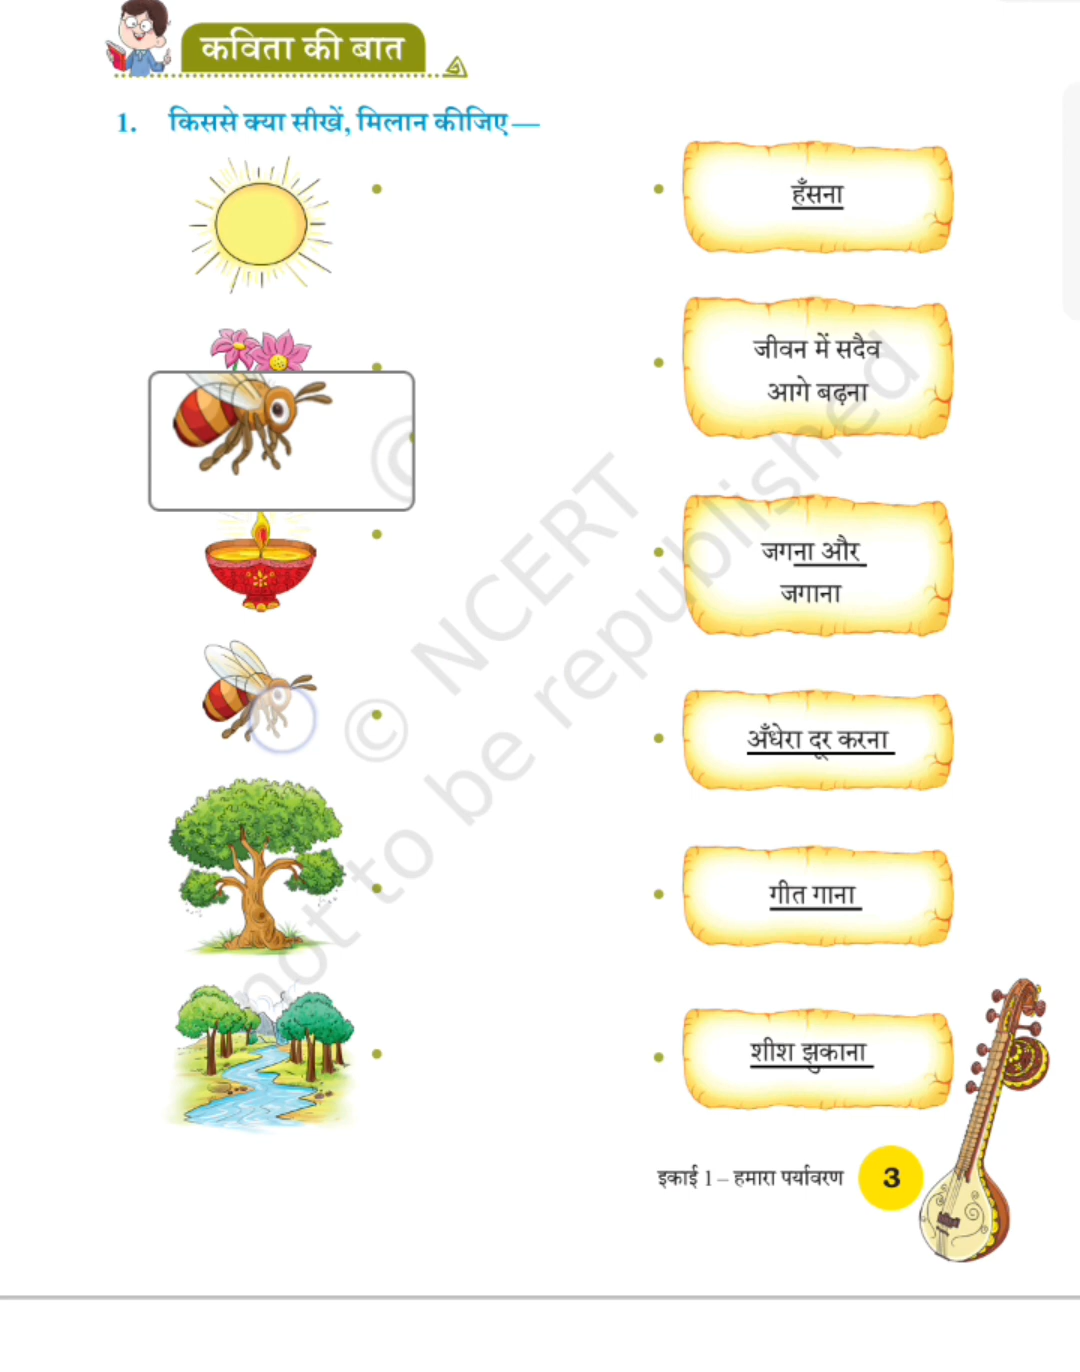 कविता की बात
1. किससे क्या सीखें, मिलान कीजिए—
हँसना
जीवन में सदैव
आगे बढ़ना
जगना और
जगाना
अँधेरा दूर करना
गीत गाना
शीश झुकाना
© NCERT
not to be republished
इकाई 1 – हमारा पर्यावरण 3